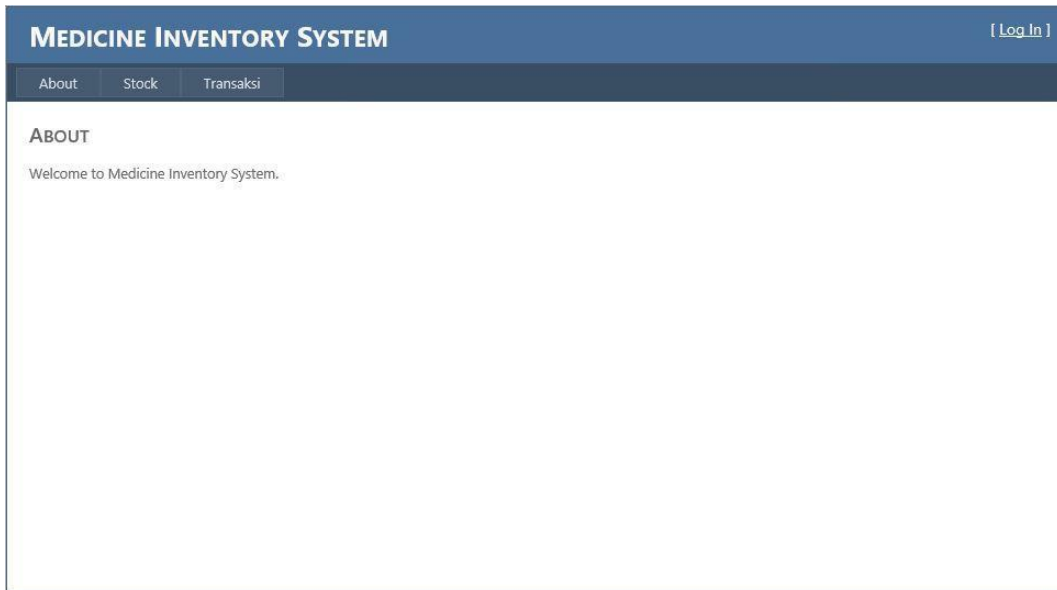 MEDICINE INVENTORY SYSTEM
[ Log In ]
About Stock Transaksi
ABOUT
Welcome to Medicine Inventory System.